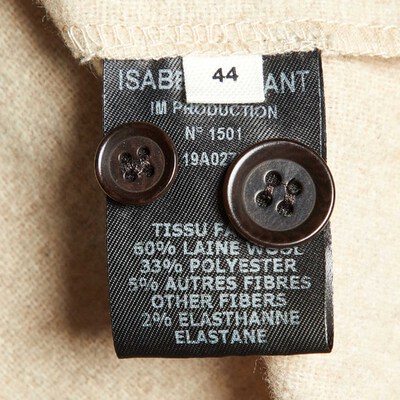 44
IM PRODUCTION
N° 1501
TISSU
60% LAINE WOOL
33% POLYESTER
5% AUTRES FIBRES
OTHER FIBERS
2% ELASTHANNE
ELASTANE